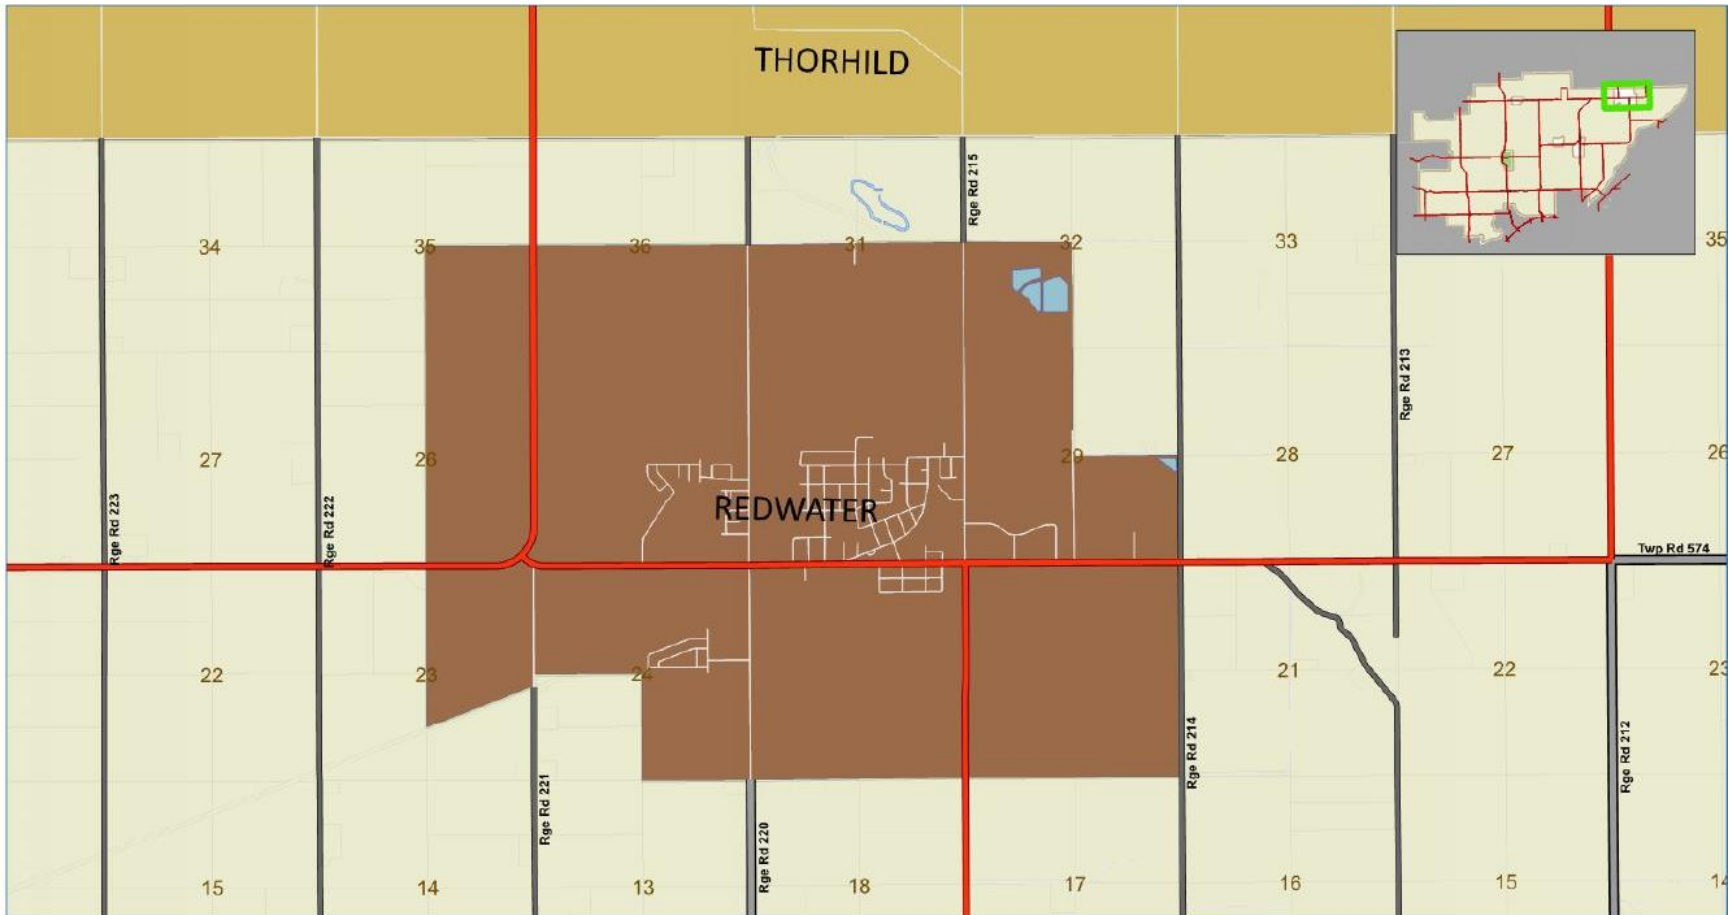 THORHILD
Rge Rd 215
34
35
36
31
32
33
35
Rge Rd 213
27
26
29
28
27
26
Rge Rd 223
Rge Rd 222
REDWATER
Twp Rd 574
22
23
24
21
22
23
Rge Rd 221
Rge Rd 220
Rge Rd 214
Rge Rd 212
15
14
13
18
17
16
15
14